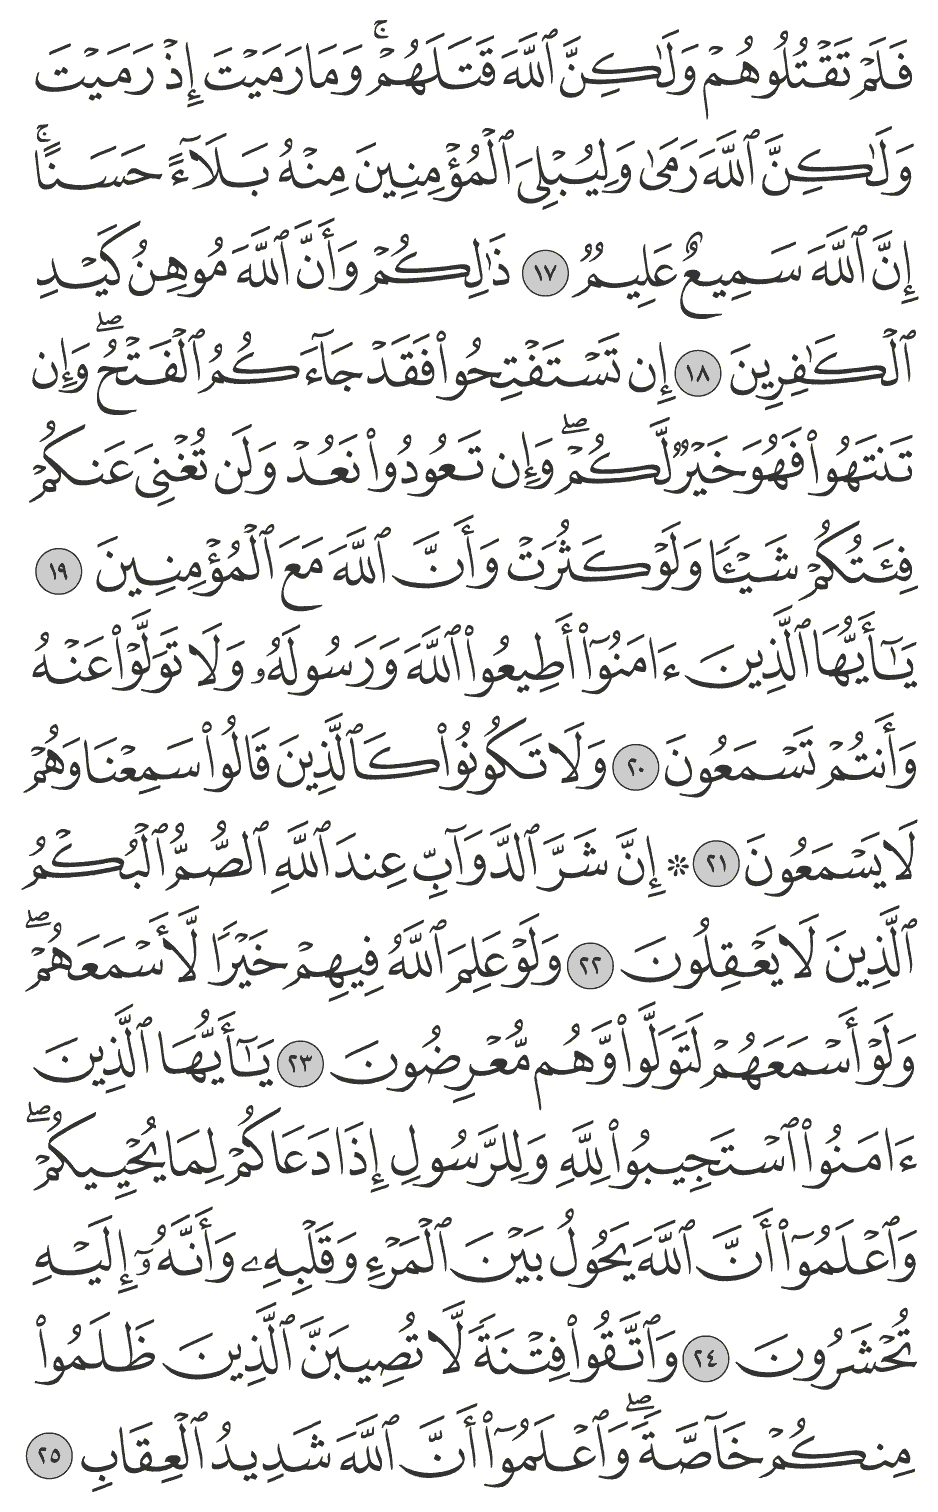 فَلَمْ تَقْتُلُوهُمْ وَلَٰكِنَّ ٱللَّهَ قَتَلَهُمْ ۚ وَمَا رَمَيْتَ إِذْ رَمَيْتَ
وَلَٰكِنَّ ٱللَّهَ رَمَىٰ وَلِيُبْلِىَ ٱلْمُؤْمِنِينَ مِنْهُ بَلَآءً حَسَنًا ۚ
إِنَّ ٱللَّهَ سَمِيعٌ عَلِيمٌ ١٧ ذَٰلِكُمْ وَأَنَّ ٱللَّهَ مُوهِنُ كَيْدِ
ٱلْكَٰفِرِينَ ١٨ إِن تَسْتَفْتِحُوا۟ فَقَدْ جَآءَكُمُ ٱلْفَتْحُ ۖ وَإِن
تَنتَهُوا۟ فَهُوَ خَيْرٌ لَّكُمْ ۖ وَإِن تَعُودُوا۟ نَعُدْ وَلَن تُغْنِىَ عَنكُمْ
فِئَتُكُمْ شَيْـًٔا وَلَوْ كَثُرَتْ وَأَنَّ ٱللَّهَ مَعَ ٱلْمُؤْمِنِينَ ١٩
يَٰٓأَيُّهَا ٱلَّذِينَ ءَامَنُوٓا۟ أَطِيعُوا۟ ٱللَّهَ وَرَسُولَهُۥ وَلَا تَوَلَّوْا۟ عَنْهُ
وَأَنتُمْ تَسْمَعُونَ ٢٠ وَلَا تَكُونُوا۟ كَٱلَّذِينَ قَالُوا۟ سَمِعْنَا وَهُمْ
لَا يَسْمَعُونَ ٢١ ۞ إِنَّ شَرَّ ٱلدَّوَآبِّ عِندَ ٱللَّهِ ٱلصُّمُّ ٱلْبُكْمُ
ٱلَّذِينَ لَا يَعْقِلُونَ ٢٢ وَلَوْ عَلِمَ ٱللَّهُ فِيهِمْ خَيْرًا لَّأَسْمَعَهُمْ ۖ
وَلَوْ أَسْمَعَهُمْ لَتَوَلَّوا۟ وَّهُم مُّعْرِضُونَ ٢٣ يَٰٓأَيُّهَا ٱلَّذِينَ
ءَامَنُوا۟ ٱسْتَجِيبُوا۟ لِلَّهِ وَلِلرَّسُولِ إِذَا دَعَاكُمْ لِمَا يُحْيِيكُمْ ۖ
وَٱعْلَمُوٓا۟ أَنَّ ٱللَّهَ يَحُولُ بَيْنَ ٱلْمَرْءِ وَقَلْبِهِۦ وَأَنَّهُۥٓ إِلَيْهِ
تُحْشَرُونَ ٢٤ وَٱتَّقُوا۟ فِتْنَةً لَّا تُصِيبَنَّ ٱلَّذِينَ ظَلَمُوا۟
مِنكُمْ خَآصَّةً ۖ وَٱعْلَمُوٓا۟ أَنَّ ٱللَّهَ شَدِيدُ ٱلْعِقَابِ ٢٥